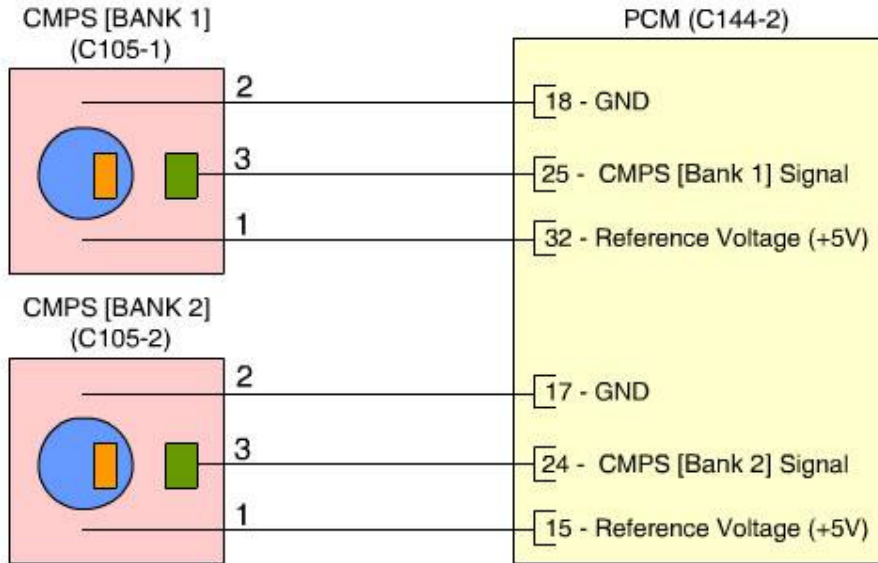 CMPS [BANK 1]
(C105-1)
PCM (C144-2)
2
18 - GND
3
25 - CMPS [Bank 1] Signal
1
32 - Reference Voltage (+5V)
CMPS [BANK 2]
(C105-2)
2
17 - GND
3
24 - CMPS [Bank 2] Signal
1
15 - Reference Voltage (+5V)